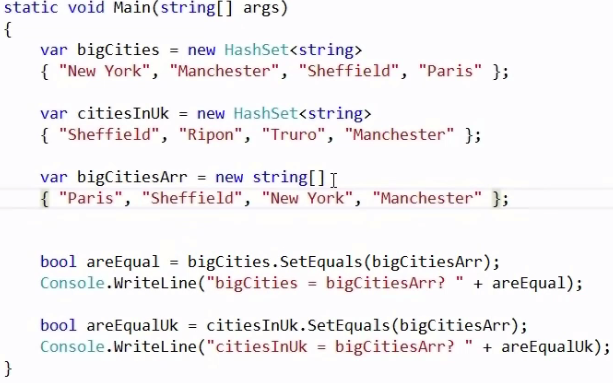 static void Main(string[] args)
{
    var bigCities = new HashSet<string>
    { "New York", "Manchester", "Sheffield", "Paris" };

    var citiesInUk = new HashSet<string>
    { "Sheffield", "Ripon", "Truro", "Manchester" };

    var bigCitiesArr = new string[]
    { "Paris", "Sheffield", "New York", "Manchester" };

    bool areEqual = bigCities.SetEquals(bigCitiesArr);
    Console.WriteLine("bigCities = bigCitiesArr? " + areEqual);

    bool areEqualUk = citiesInUk.SetEquals(bigCitiesArr);
    Console.WriteLine("citiesInUk = bigCitiesArr? " + areEqualUk);
}